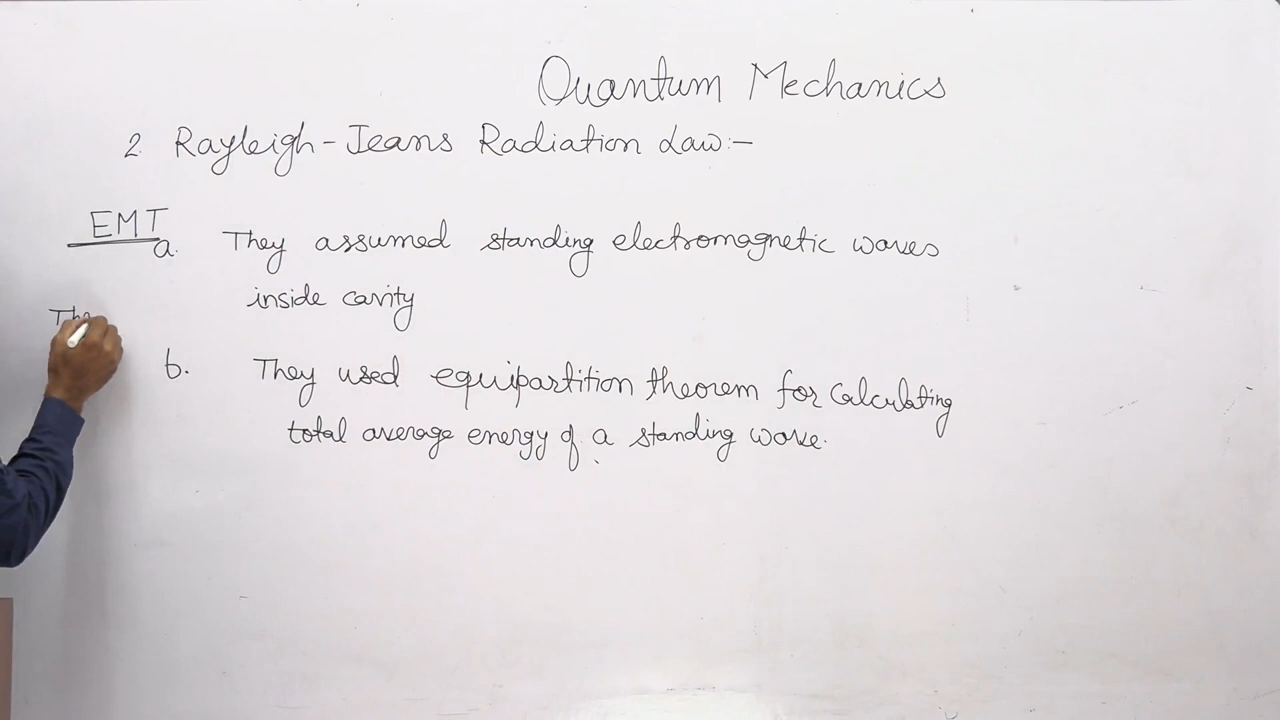 Quantum Mechanics
2. Rayleigh-Jeans Radiation Law:-
EMT
a. They assumed standing electromagnetic waves
inside cavity
b. They used equipartition theorem for calculating
total average energy of a standing wave.